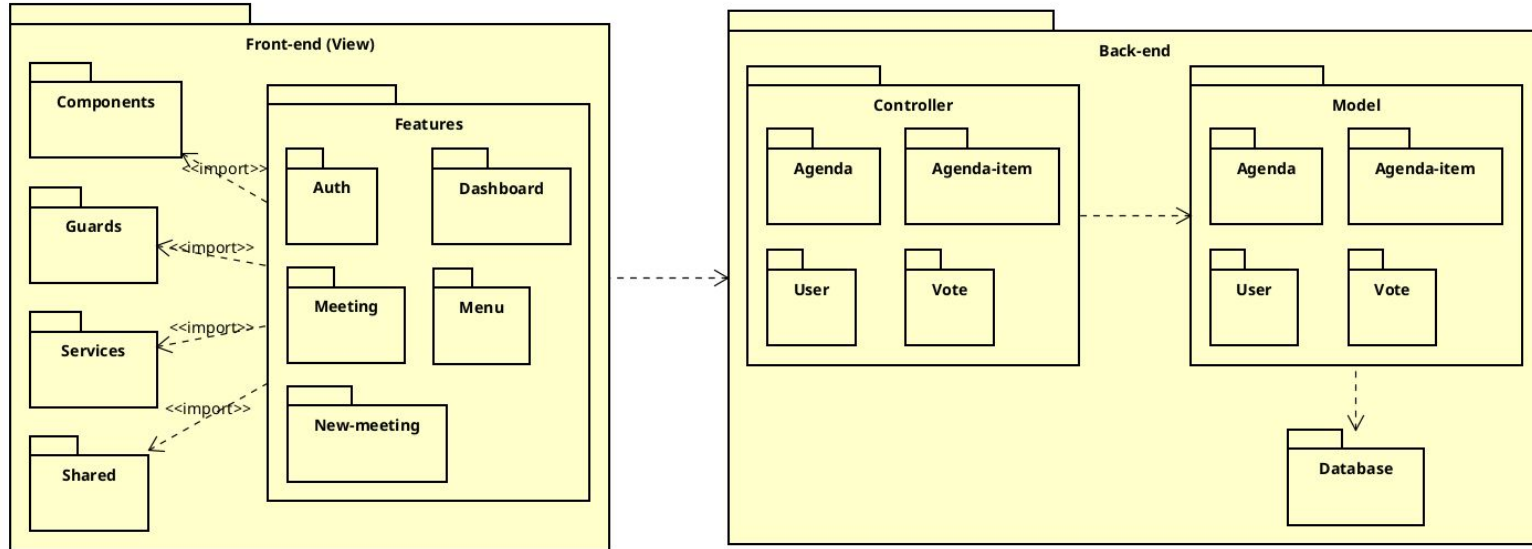 Front-end (View)
Components
Guards
Services
Shared
<<import>>
<<import>>
<<import>>
<<import>>
Features
Auth
Dashboard
Meeting
Menu
New-meeting
Back-end
Controller
Agenda
Agenda-item
User
Vote
Model
Agenda
Agenda-item
User
Vote
Database